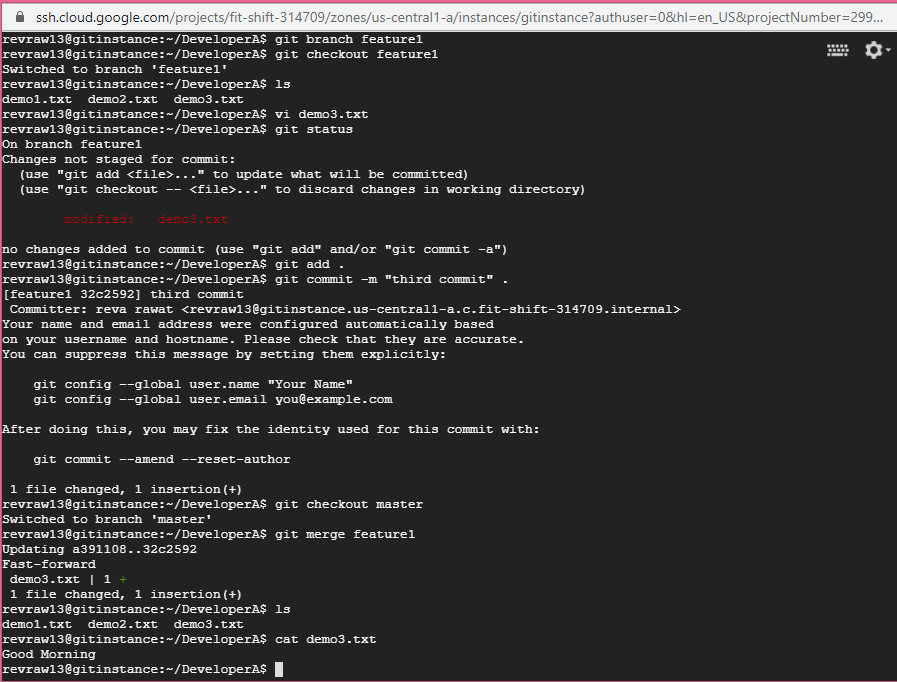 ssh.cloud.google.com/projects/fit-shift-314709/zones/us-central1-a/instances/gitinstance?authuser=0&hl=en_US&projectNumber=299...
revraw13@gitinstance:~/DeveloperA$ git branch feature1
revraw13@gitinstance:~/DeveloperA$ git checkout feature1
Switched to branch 'feature1'
revraw13@gitinstance:~/DeveloperA$ ls
demo1.txt  demo2.txt  demo3.txt
revraw13@gitinstance:~/DeveloperA$ vi demo3.txt
revraw13@gitinstance:~/DeveloperA$ git status
On branch feature1
Changes not staged for commit:
  (use "git add <file>..." to update what will be committed)
  (use "git checkout -- <file>..." to discard changes in working directory)
        modified:   demo3.txt
no changes added to commit (use "git add" and/or "git commit -a")
revraw13@gitinstance:~/DeveloperA$ git add .
revraw13@gitinstance:~/DeveloperA$ git commit -m "third commit" .
[feature1 32c2592] third commit
 Committer: reva rawat <revraw13@gitinstance.us-central1-a.c.fit-shift-314709.internal>
Your name and email address were configured automatically based
on your username and hostname. Please check that they are accurate.
You can suppress this message by setting them explicitly:
    git config --global user.name "Your Name"
    git config --global user.email you@example.com
After doing this, you may fix the identity used for this commit with:
    git commit --amend --reset-author
 1 file changed, 1 insertion(+)
revraw13@gitinstance:~/DeveloperA$ git checkout master
Switched to branch 'master'
revraw13@gitinstance:~/DeveloperA$ git merge feature1
Updating a391108..32c2592
Fast-forward
 demo3.txt | 1 +
 1 file changed, 1 insertion(+)
revraw13@gitinstance:~/DeveloperA$ ls
demo1.txt  demo2.txt  demo3.txt
revraw13@gitinstance:~/DeveloperA$ cat demo3.txt
Good Morning
revraw13@gitinstance:~/DeveloperA$